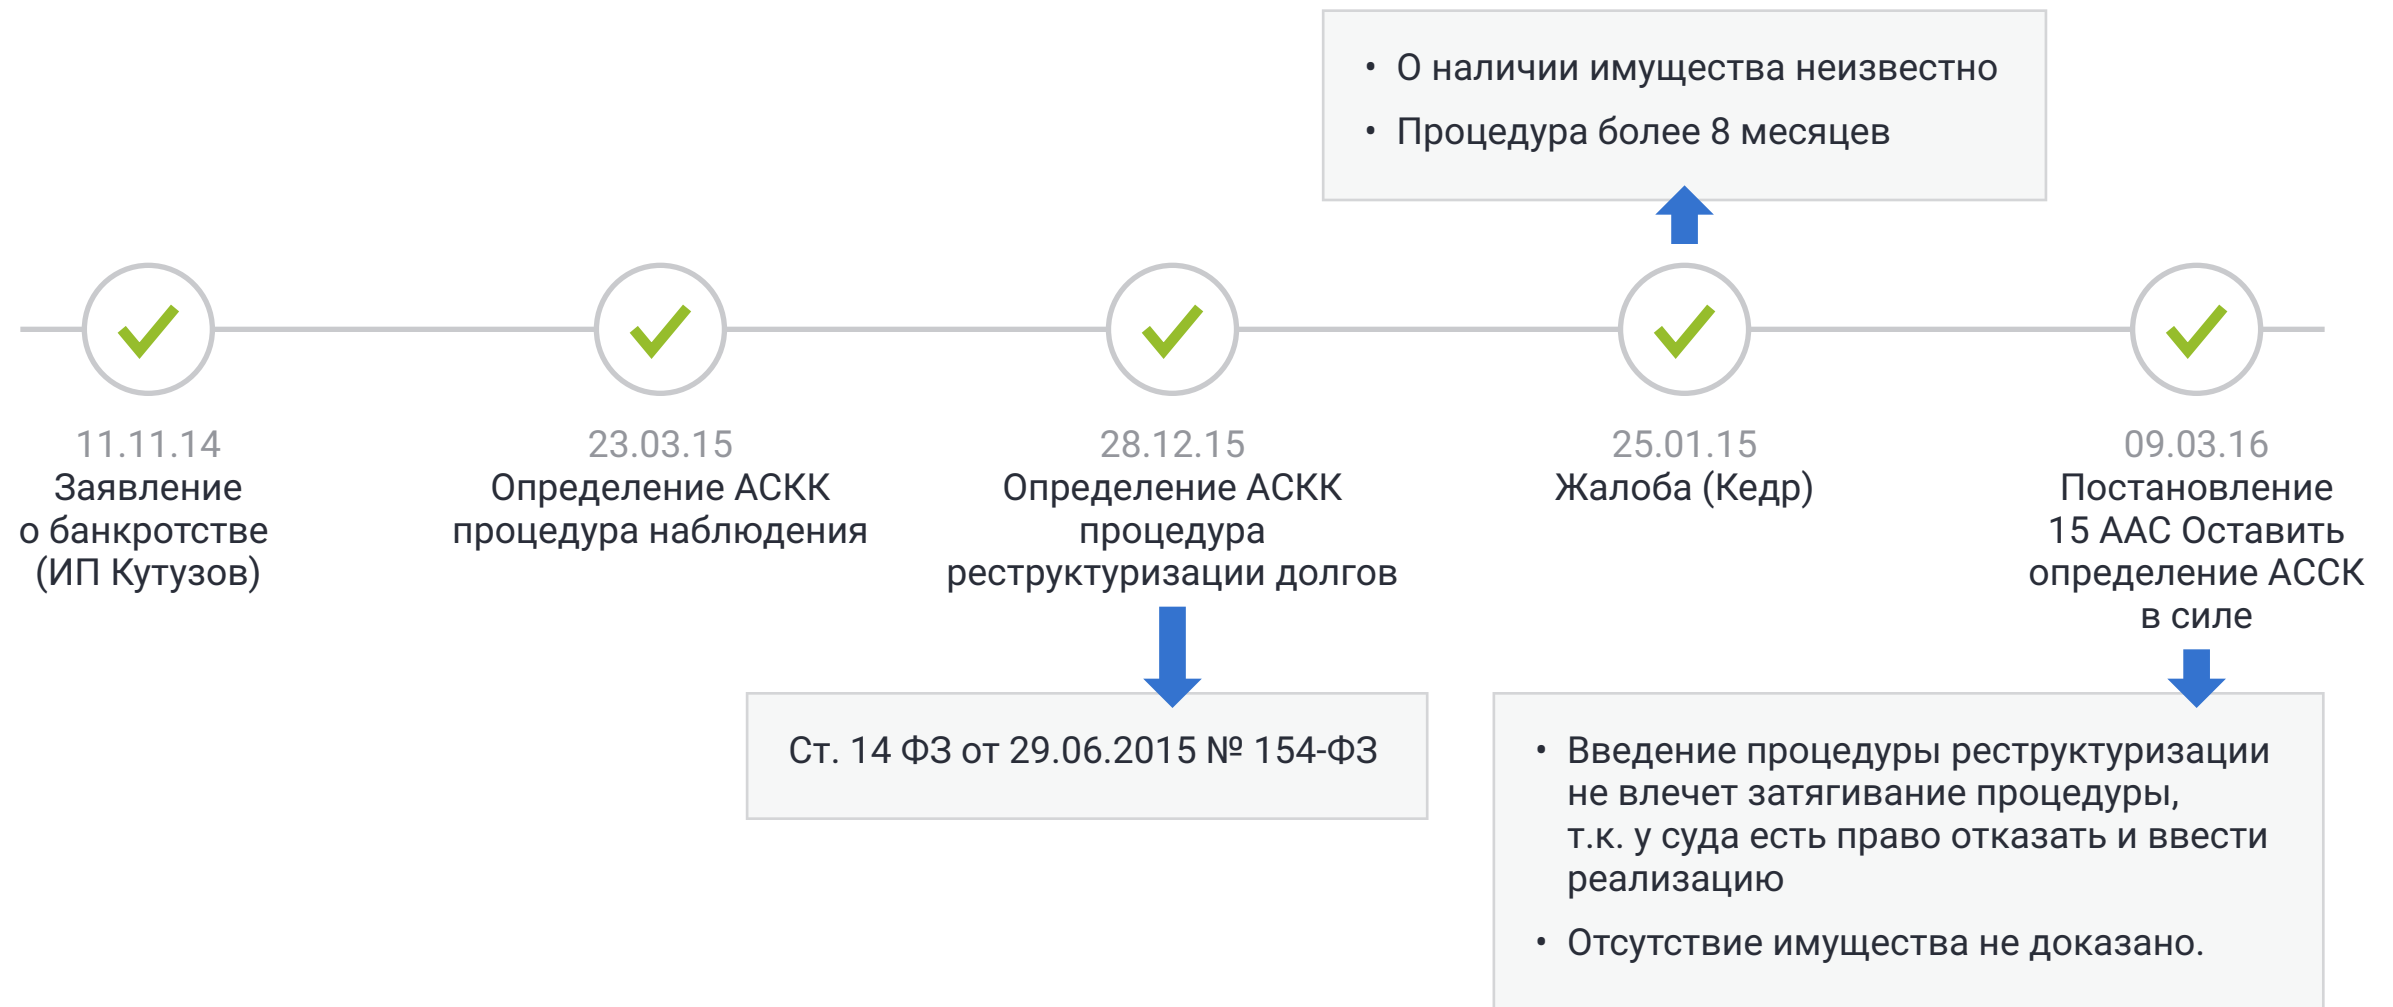 • О наличии имущества неизвестно
• Процедура более 8 месяцев
11.11.14
Заявление
о банкротстве
(ИП Кутузов)
23.03.15
Определение АСКК
процедура наблюдения
28.12.15
Определение АСКК
процедура
реструктуризации долгов
25.01.15
Жалоба (Кедр)
09.03.16
Постановление
15 ААС Оставить
определение АССК
в силе
Ст. 14 ФЗ от 29.06.2015 № 154-ФЗ
• Введение процедуры реструктуризации
не влечет затягивание процедуры,
т.к. у суда есть право отказать и ввести
реализацию
• Отсутствие имущества не доказано.